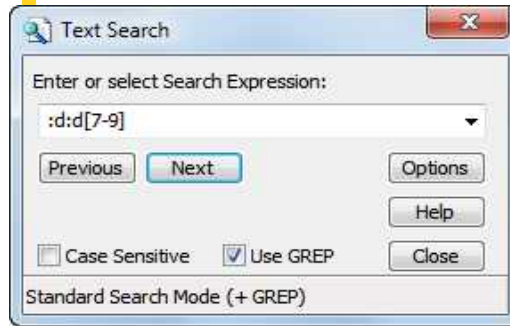 Text Search
Enter or select Search Expression:
:d:d[7-9]
Previous Next Options
Help
Case Sensitive Use GREP Close
Standard Search Mode (+ GREP)